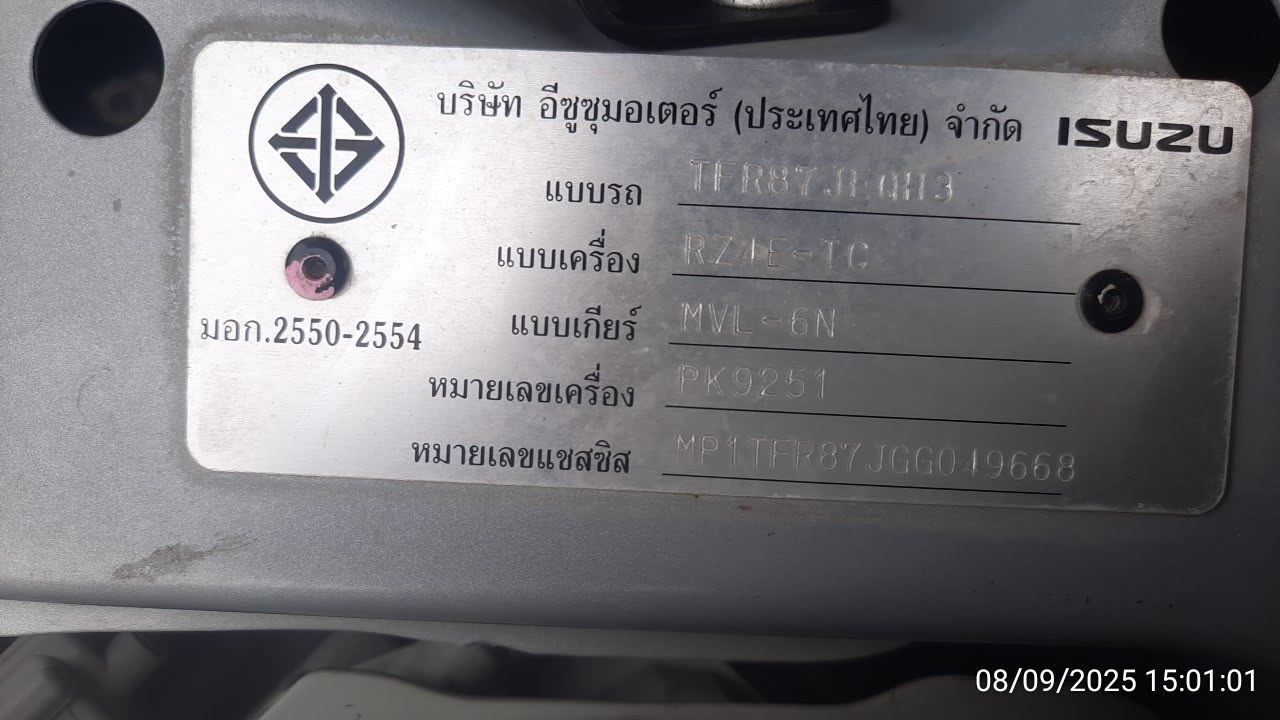 บริษัท อีซูซุมอเตอร์ (ประเทศไทย) จำกัด ISUZU
แบบรถ TFR87JEQH3
แบบเครื่อง RZ4E-TC
มอก.2550-2554
แบบเกียร์ MVL-6N
หมายเลขเครื่อง PK9251
หมายเลขแชสซิส MP1TFR87JGG049668
08/09/2025 15:01:01